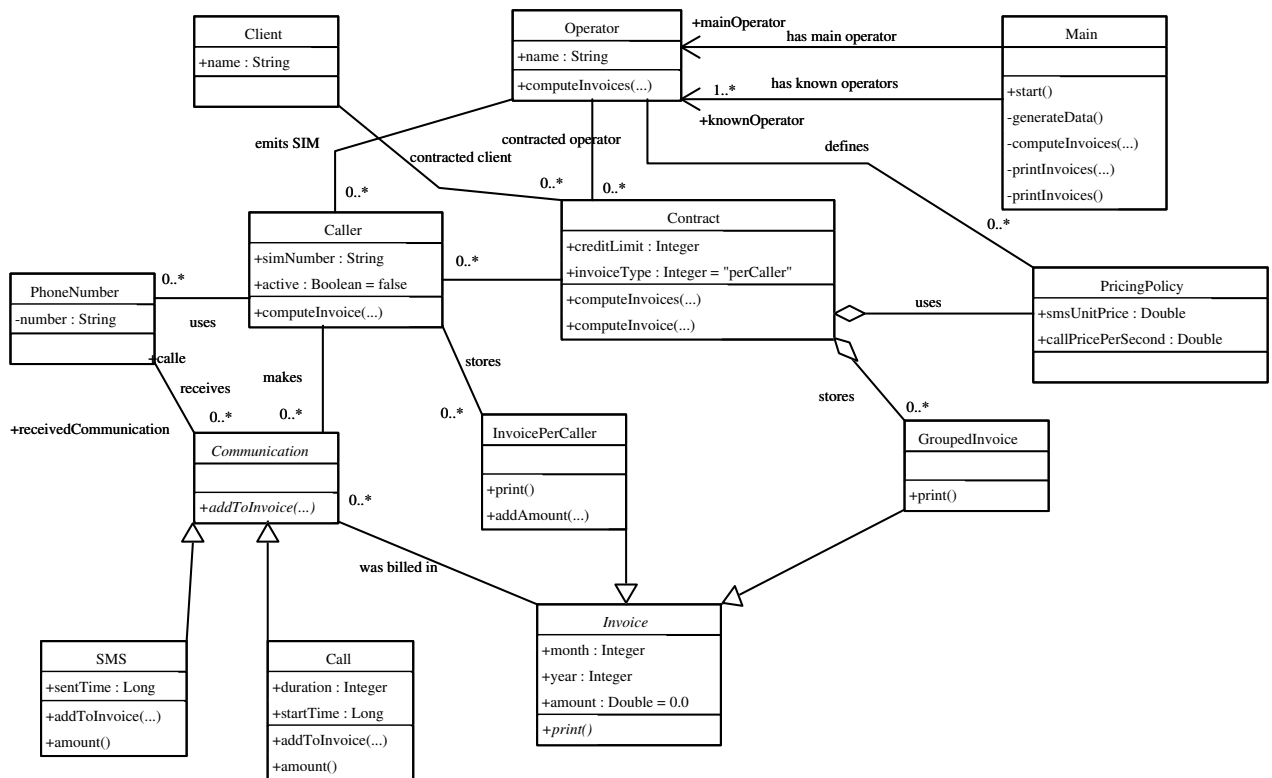 Client
+name : String
Operator
+name : String
+computeInvoices(...)
+mainOperator
has main operator
1..*
has known operators
+knownOperator
Main
+start()
-generateData()
-computeInvoices(...)
-printInvoices(...)
-printInvoices()
emits SIM
contracted client
contracted operator
defines
0..*
0..*
0..*
0..*
Caller
+simNumber : String
+active : Boolean = false
+computeInvoice(...)
0..*
Contract
+creditLimit : Integer
+invoiceType : Integer = "perCaller"
+computeInvoices(...)
+computeInvoice(...)
uses
PricingPolicy
+smsUnitPrice : Double
+callPricePerSecond : Double
PhoneNumber
-number : String
0..*
uses
+calle
receives
makes
stores
stores
0..*
0..*
0..*
0..*
+receivedCommunication
Communication
+addToInvoice(...)
0..*
InvoicePerCaller
+print()
+addAmount(...)
GroupedInvoice
+print()
was billed in
Invoice
+month : Integer
+year : Integer
+amount : Double = 0.0
+print()
SMS
+sentTime : Long
+addToInvoice(...)
+amount()
Call
+duration : Integer
+startTime : Long
+addToInvoice(...)
+amount()